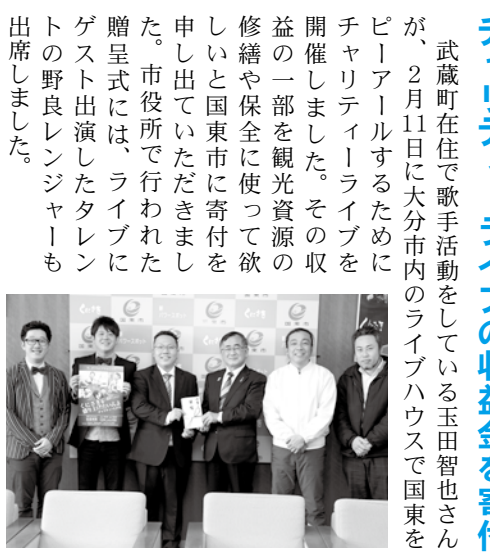 ライブの収益金を寄付
武蔵町在住で歌手活動をしている玉田智也さん
が、2月11日に大分市内のライブハウスで国東を
ピーアールするために
チャリティーライブを
開催しました。その収
益の一部を観光資源の
修繕や保全に使って欲
しいと国東市に寄付を
申し出ていただきまし
た。市役所で行われた
贈呈式には、ライブに
ゲスト出演したタレン
トの野良レンジャーも
出席しました。